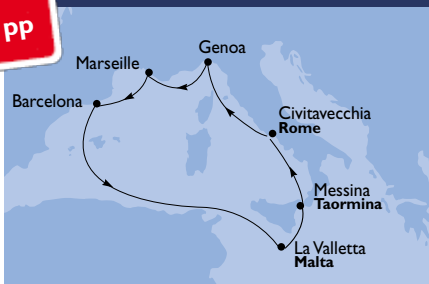 PP
Genoa
Marseille
Barcelona
Civitavecchia
Rome
Messina
Taormina
La Valletta
Malta